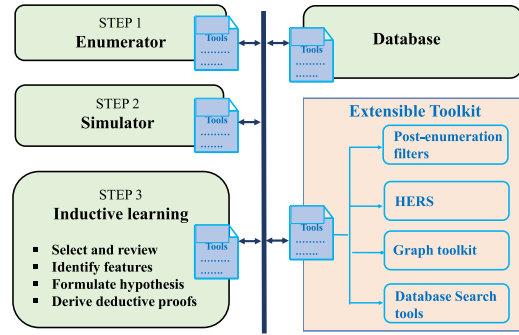 STEP 1
Enumerator
Tools
.........
.......
Tools
.........
.......
Database
STEP 2
Simulator
Tools
.........
.......
STEP 3
Inductive learning
▪ Select and review
▪ Identify features
▪ Formulate hypothesis
▪ Derive deductive proofs
Tools
.........
.......
Tools
.........
.......
Extensible Toolkit
Post-enumeration
filters
HERS
Graph toolkit
Database Search
tools